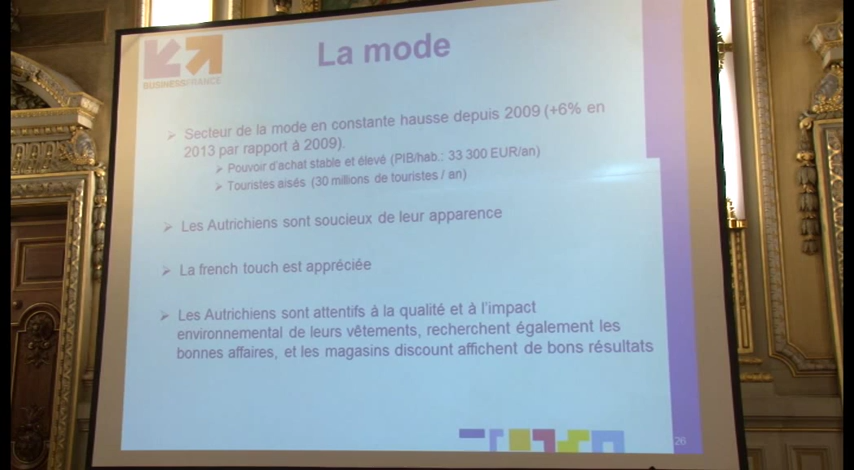 La mode
BUSINESSFRANCE
➢ Secteur de la mode en constante hausse depuis 2009 (+6% en
2013 par rapport à 2009).
➢ Pouvoir d'achat stable et élevé (PIB/hab.: 33 300 EUR/an)
➢ Touristes aisés (30 millions de touristes / an)
➢ Les Autrichiens sont soucieux de leur apparence
➢ La french touch est appréciée
➢ Les Autrichiens sont attentifs à la qualité et à l'impact
environnemental de leurs vêtements, recherchent également les
bonnes affaires, et les magasins discount affichent de bons résultats
26